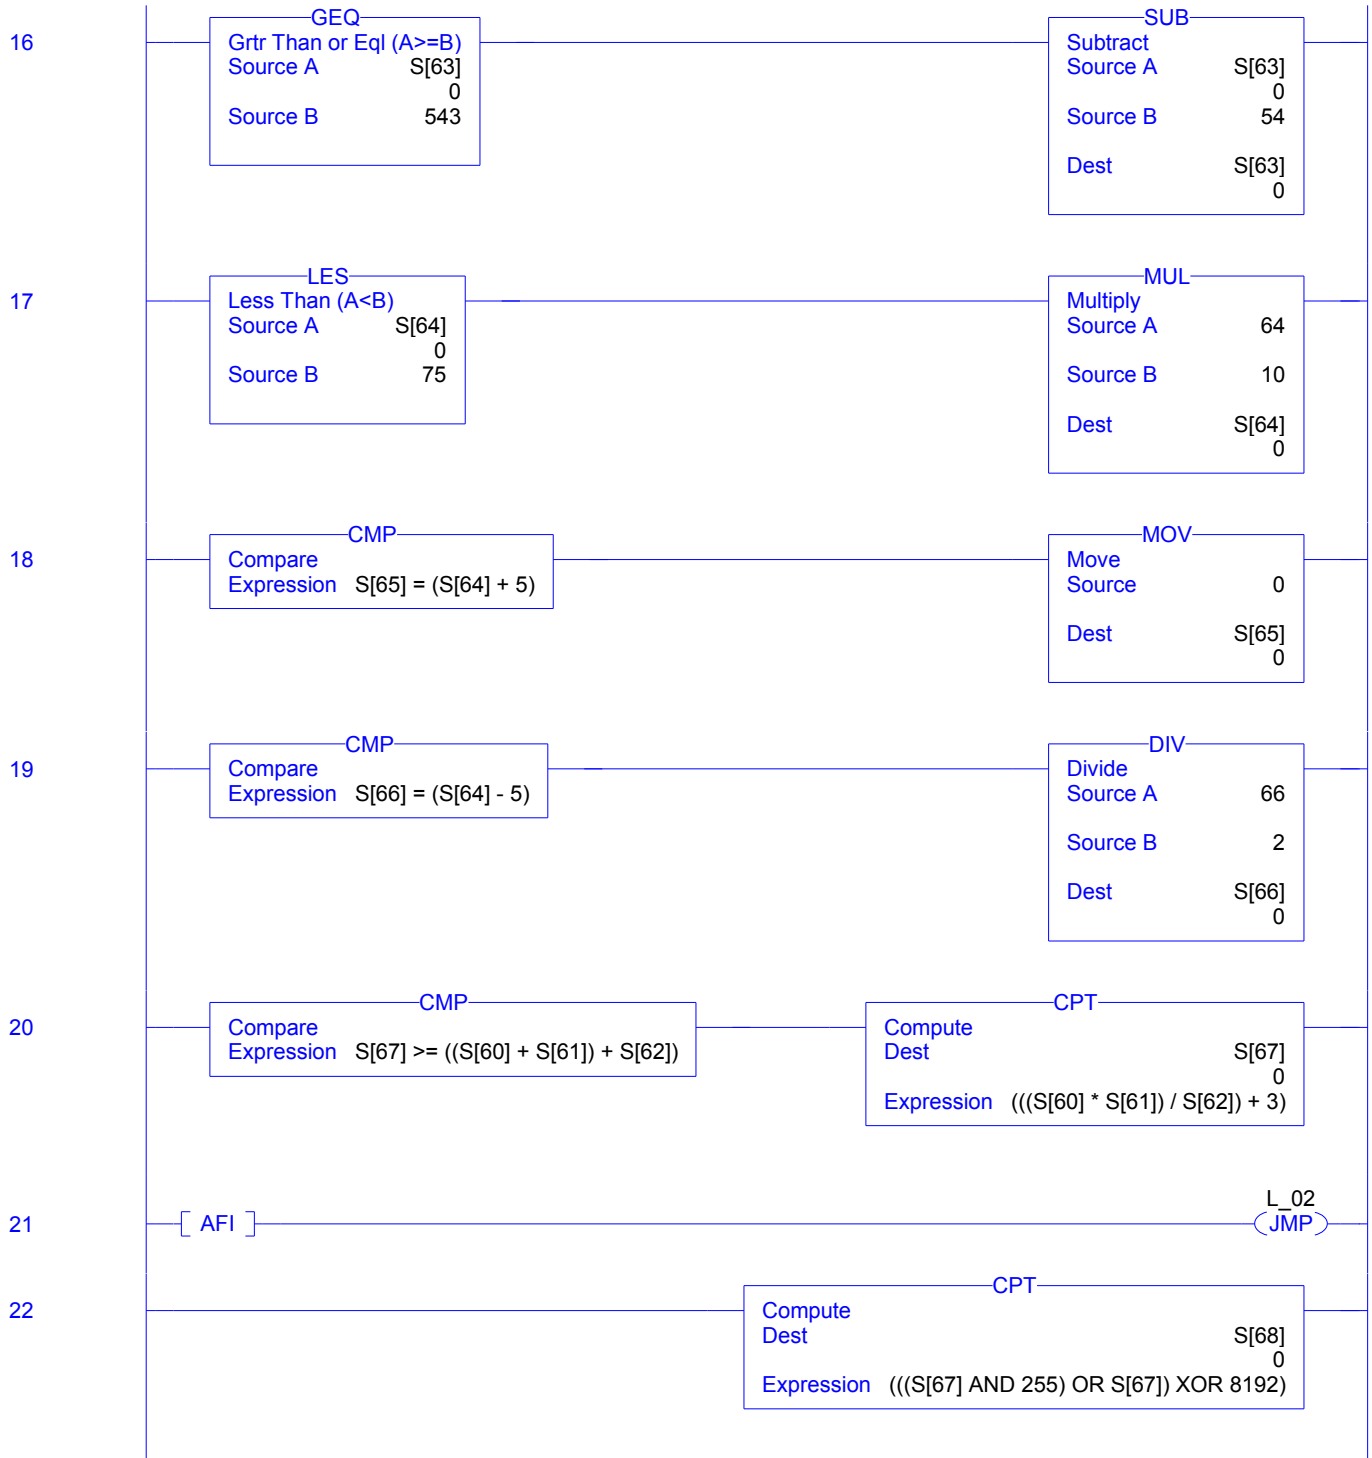 16
GEQ
Grtr Than or Eql (A>=B)
Source A S[63]
0
Source B 543
SUB
Subtract
Source A S[63]
0
Source B 54
Dest S[63]
0
17
LES
Less Than (A<B)
Source A S[64]
0
Source B 75
MUL
Multiply
Source A 64
Source B 10
Dest S[64]
0
18
CMP
Compare
Expression S[65] = (S[64] + 5)
MOV
Move
Source 0
Dest S[65]
0
19
CMP
Compare
Expression S[66] = (S[64] - 5)
DIV
Divide
Source A 66
Source B 2
Dest S[66]
0
20
CMP
Compare
Expression S[67] >= ((S[60] + S[61]) + S[62])
CPT
Compute
Dest S[67]
0
Expression (((S[60] * S[61]) / S[62]) + 3)
21
AFI
L_02
JMP
22
CPT
Compute
Dest S[68]
0
Expression (((S[67] AND 255) OR S[67]) XOR 8192)